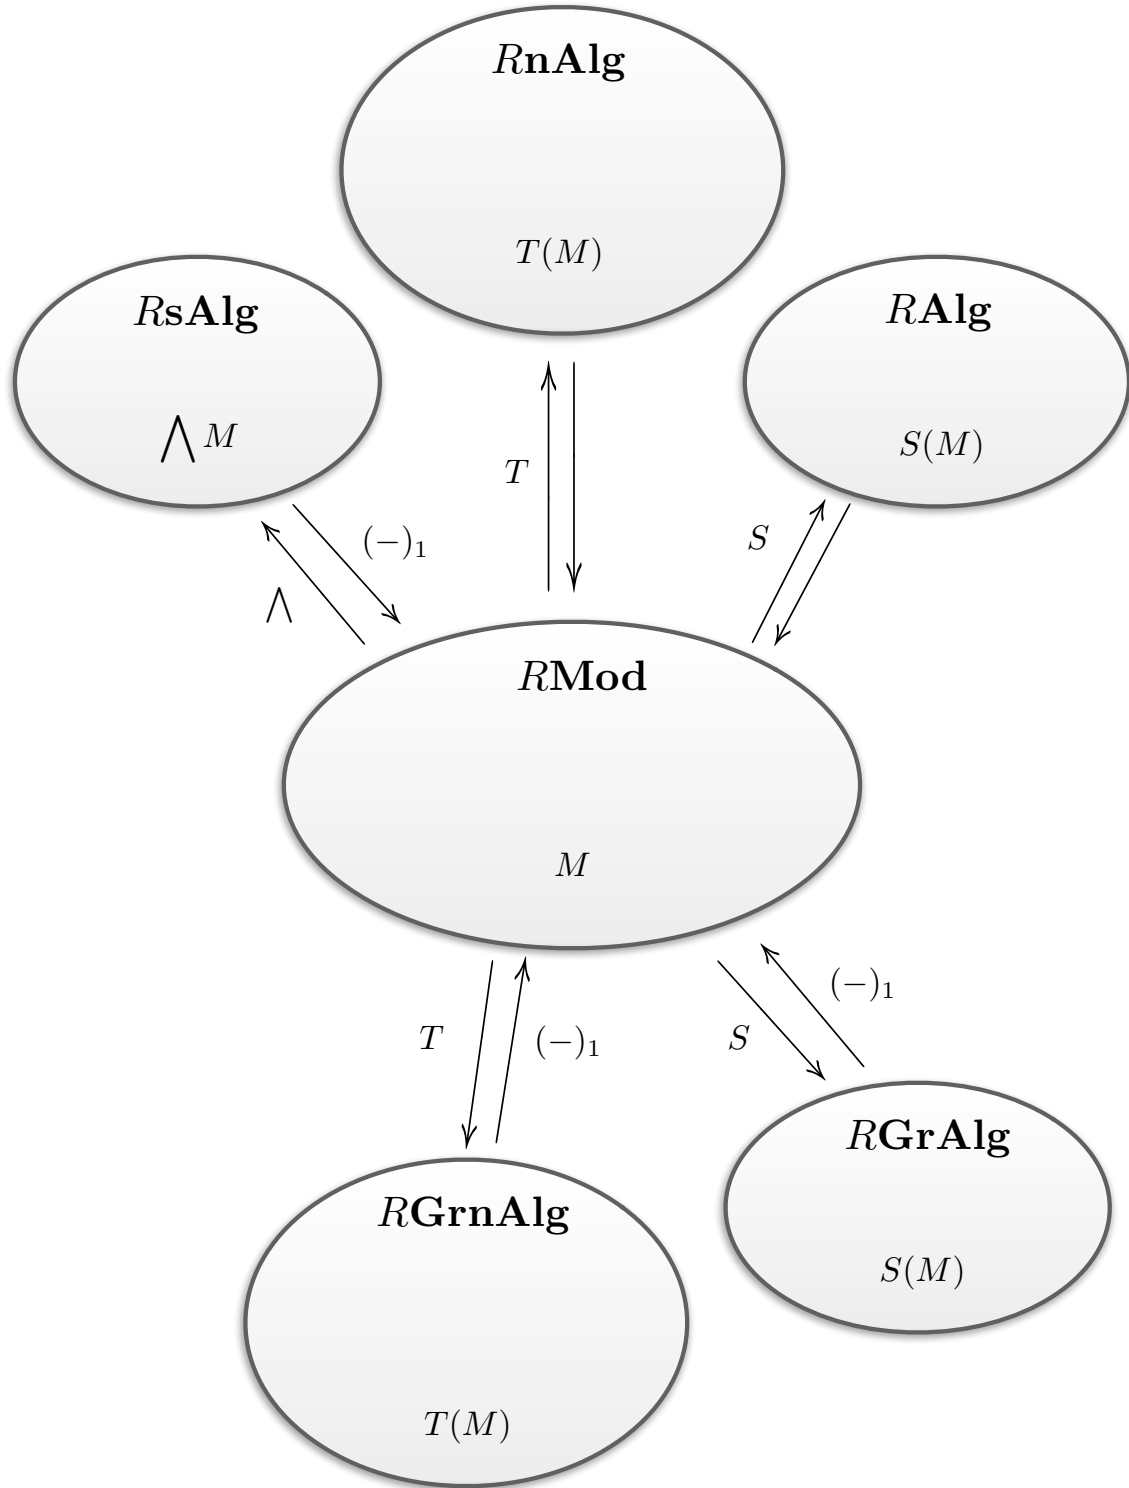 RnAlg
T(M)
RsAlg
⋀ M
RAlg
S(M)
T
S
(−)₁
⋀
RMod
M
T
(−)₁
S
(−)₁
RGrAlg
S(M)
RGrnAlg
T(M)